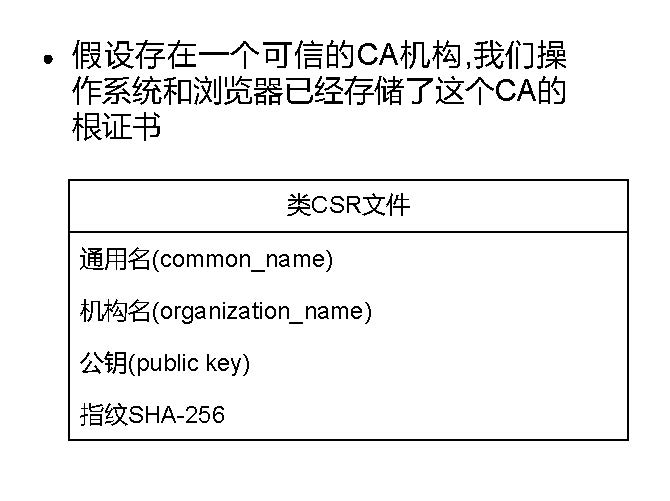 假设存在一个可信的CA机构,我们操
作系统和浏览器已经存储了这个CA的
根证书
类CSR文件
通用名(common_name)
机构名(organization_name)
公钥(public key)
指纹SHA-256